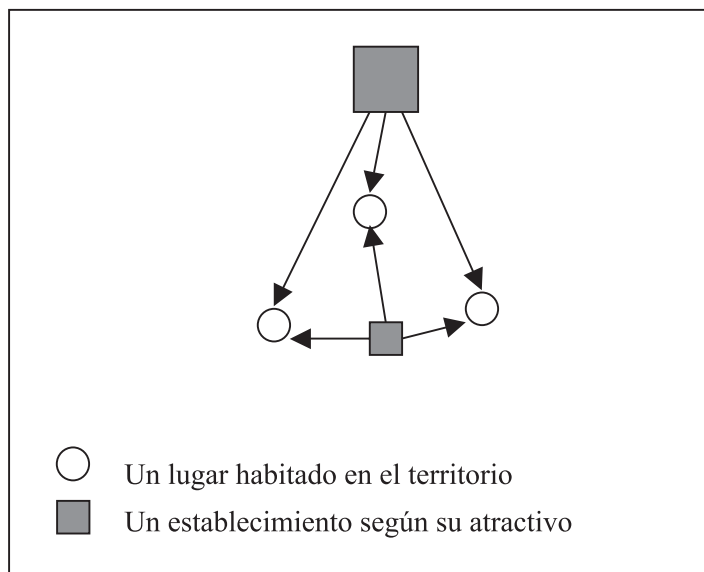 Un lugar habitado en el territorio
Un establecimiento según su atractivo